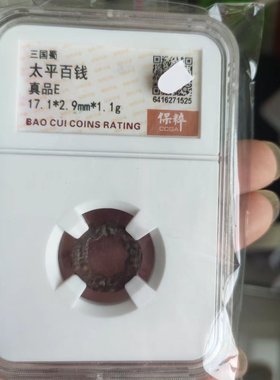 三国蜀
太平百钱
真品E
17.1*2.9mm*1.1g
BAO CUI COINS RATING
6416271525
保粹
CCGA